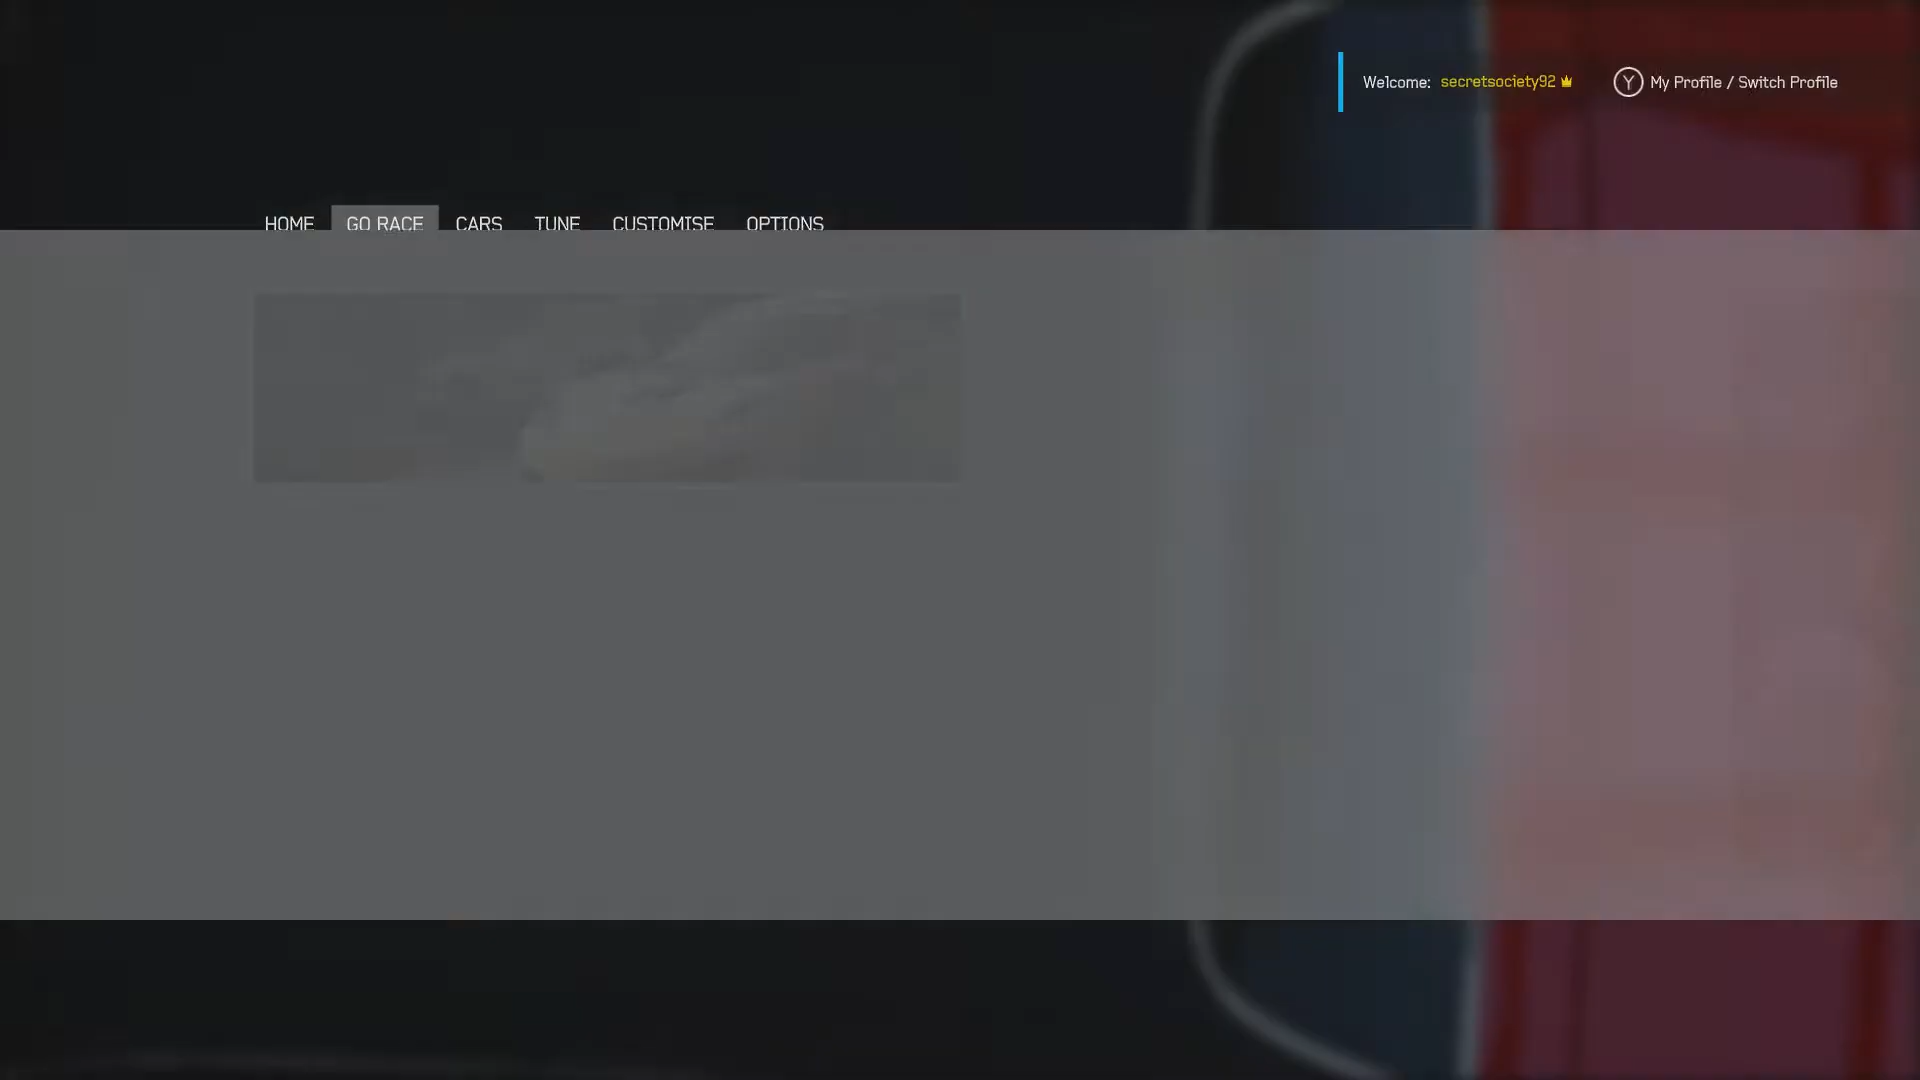 Welcome: secretsociety92 Y My Profile / Switch Profile
HOME GO RACE CARS TUNE CUSTOMISE OPTIONS